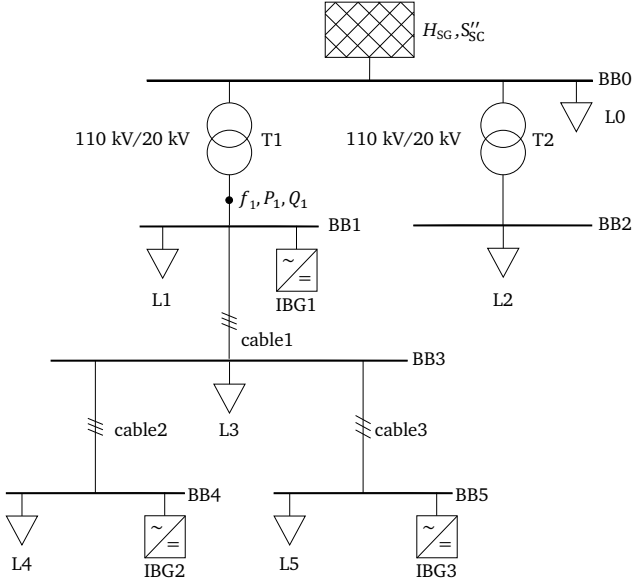 H_SG, S''_SC
BB0
L0
110 kV/20 kV
T1
110 kV/20 kV
T2
f_1, P_1, Q_1
BB1
BB2
~
=
L1
IBG1
L2
cable1
BB3
L3
cable2
cable3
BB4
BB5
~
=
~
=
L4
IBG2
L5
IBG3